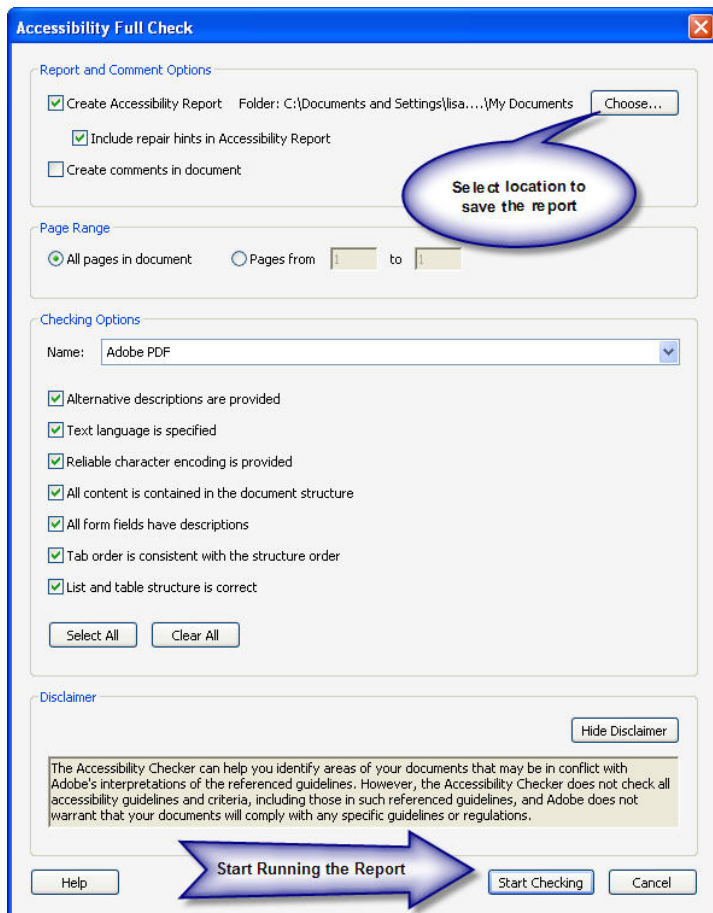 Accessibility Full Check
Report and Comment Options
Create Accessibility Report Folder: C:\Documents and Settings\lisa....\My Documents Choose...
Include repair hints in Accessibility Report
Create comments in document
Select location to
save the report
Page Range
All pages in document Pages from 1 to 1
Checking Options
Name: Adobe PDF
Alternative descriptions are provided
Text language is specified
Reliable character encoding is provided
All content is contained in the document structure
All form fields have descriptions
Tab order is consistent with the structure order
List and table structure is correct
Select All Clear All
Disclaimer
Hide Disclaimer
The Accessibility Checker can help you identify areas of your documents that may be in conflict with
Adobe's interpretations of the referenced guidelines. However, the Accessibility Checker does not check all
accessibility guidelines and criteria, including those in such referenced guidelines, and Adobe does not
warrant that your documents will comply with any specific guidelines or regulations.
Start Running the Report
Help Start Checking Cancel